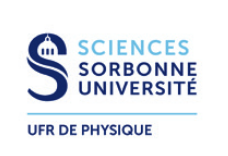 SCIENCES
SORBONNE
UNIVERSITÉ
UFR DE PHYSIQUE